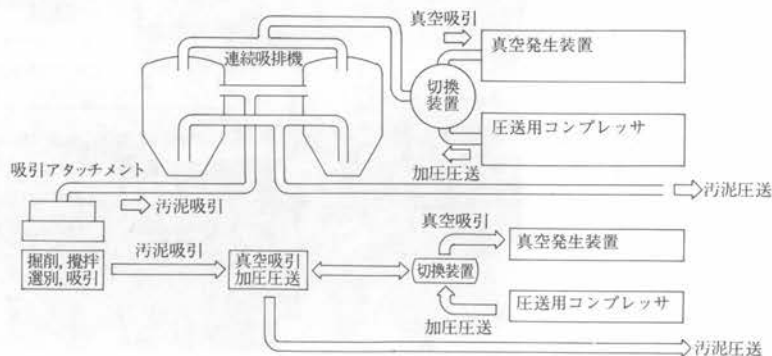 真空吸引
真空発生装置
連続吸排機
切換
装置
圧送用コンプレッサ
加圧圧送
吸引アタッチメント
汚泥吸引
汚泥圧送
真空吸引
真空発生装置
汚泥吸引
掘削, 攪拌
選別, 吸引
真空吸引
加圧圧送
切換装置
圧送用コンプレッサ
加圧圧送
汚泥圧送